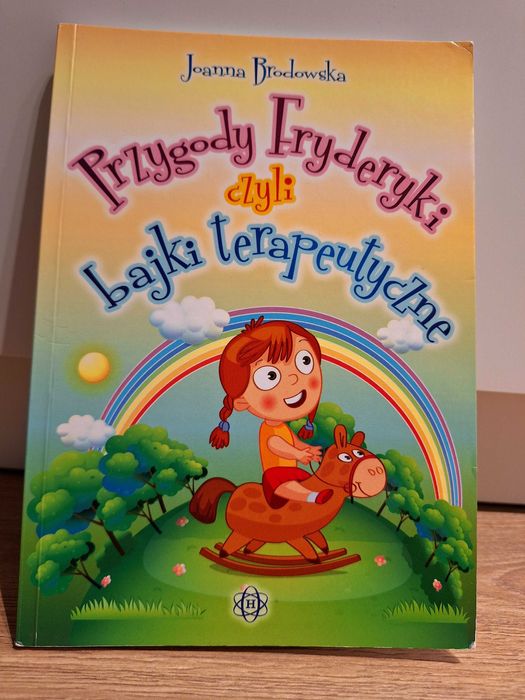 Joanna Brodowska
Przygody Fryderyki
czyli
bajki terapeutyczne
H